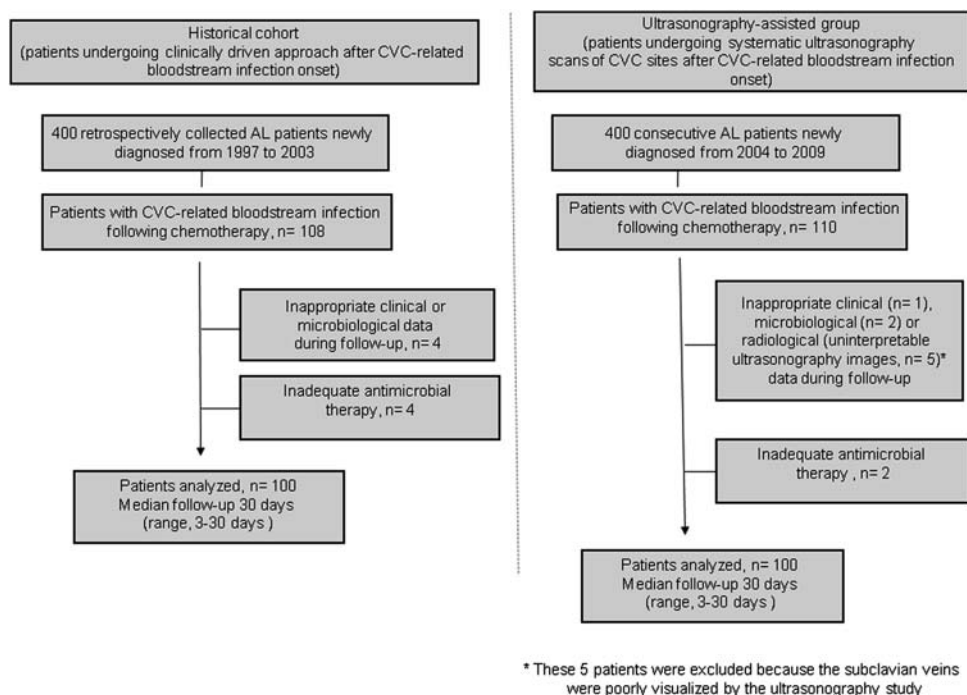 Historical cohort
(patients undergoing clinically driven approach after CVC-related
bloodstream infection onset)
400 retrospectively collected AL patients newly
diagnosed from 1997 to 2003
Patients with CVC-related bloodstream infection
following chemotherapy, n= 108
Inappropriate clinical or
microbiological data
during follow-up, n= 4
Inadequate antimicrobial
therapy, n= 4
Patients analyzed, n= 100
Median follow-up 30 days
(range, 3-30 days )
Ultrasonography-assisted group
(patients undergoing systematic ultrasonography
scans of CVC sites after CVC-related bloodstream infection
onset)
400 consecutive AL patients newly
diagnosed from 2004 to 2009
Patients with CVC-related bloodstream infection
following chemotherapy, n= 110
Inappropriate clinical (n= 1),
microbiological (n= 2) or
radiological (uninterpretable
ultrasonography images, n= 5)*
data during follow-up
Inadequate antimicrobial
therapy , n= 2
Patients analyzed, n= 100
Median follow-up 30 days
(range, 3-30 days )
* These 5 patients were excluded because the subclavian veins
were poorly visualized by the ultrasonography study